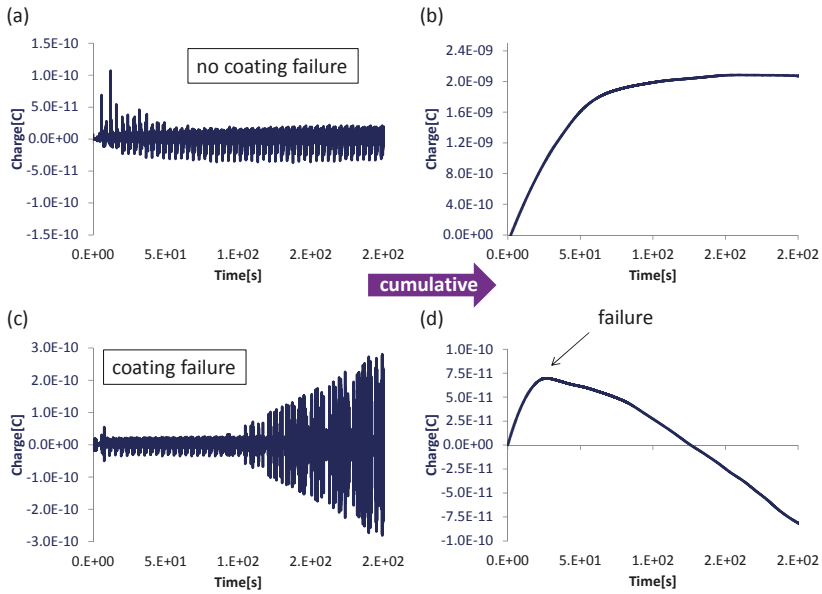 (a)
1.5E-10
1.0E-10
5.0E-11
0.0E+00
-5.0E-11
-1.0E-10
-1.5E-10
Charge[C]
no coating failure
0.E+00
5.E+01
1.E+02
2.E+02
2.E+02
Time[s]
(b)
2.4E-09
2.0E-09
1.6E-09
1.2E-09
8.0E-10
4.0E-10
0.0E+00
Charge[C]
0.E+00
5.E+01
1.E+02
2.E+02
2.E+02
Time[s]
cumulative
(c)
3.0E-10
2.0E-10
1.0E-10
0.0E+00
-1.0E-10
-2.0E-10
-3.0E-10
Charge[C]
coating failure
0.E+00
5.E+01
1.E+02
2.E+02
2.E+02
Time[s]
(d)
failure
1.0E-10
7.5E-11
5.0E-11
2.5E-11
0.0E+00
-2.5E-11
-5.0E-11
-7.5E-11
-1.0E-10
Charge[C]
0.E+00
5.E+01
1.E+02
2.E+02
2.E+02
Time[s]